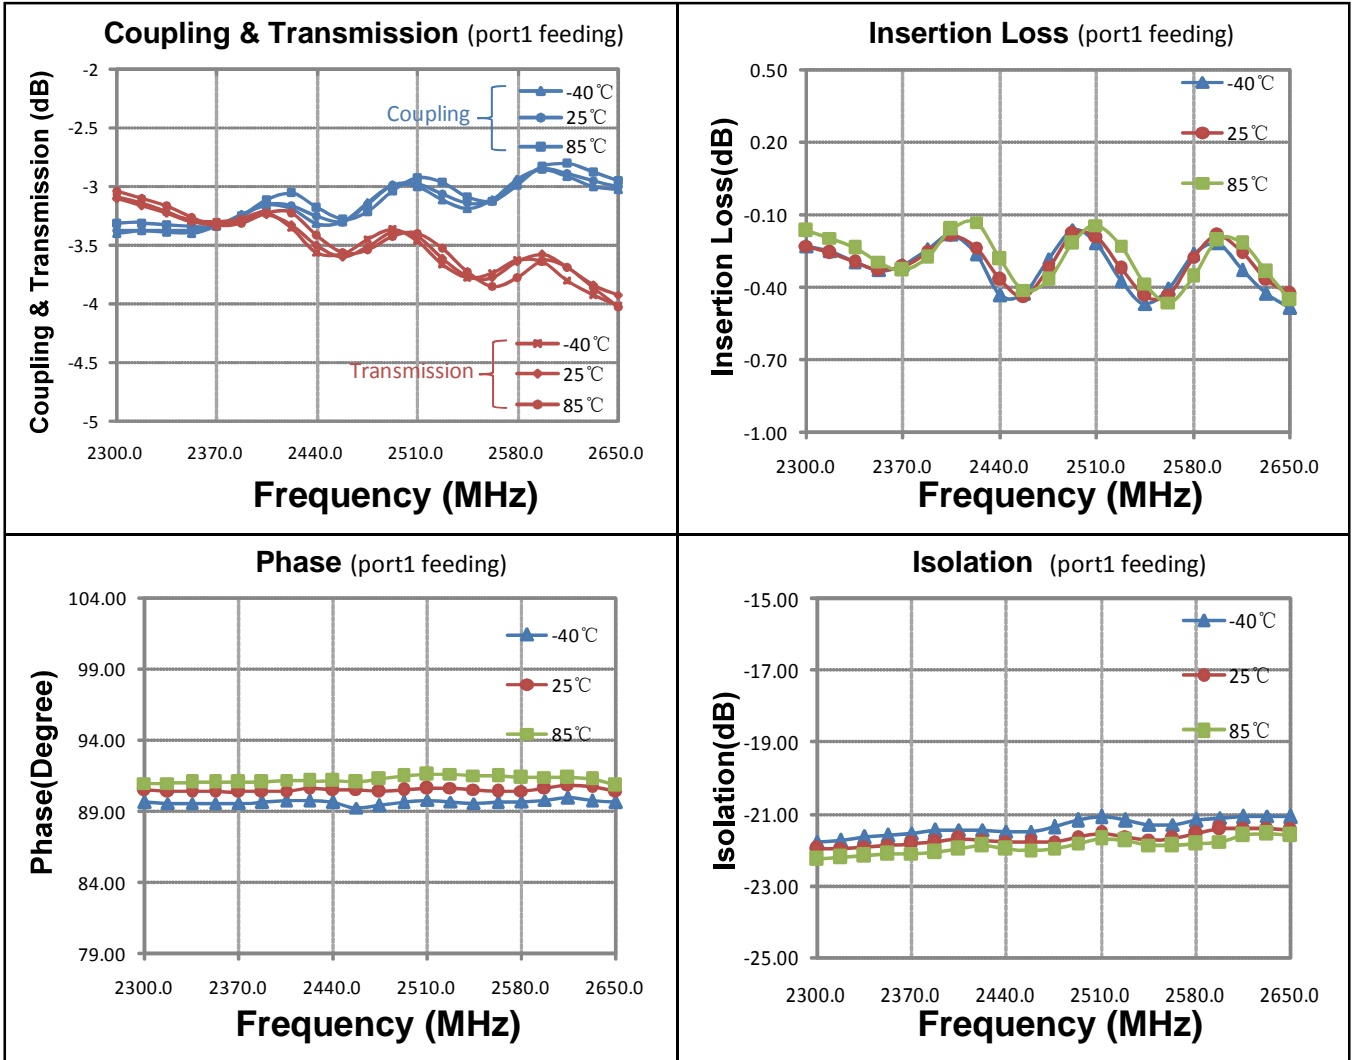 Coupling & Transmission (port1 feeding)
Coupling & Transmission (dB)
-2
-2.5
-3
-3.5
-4
-4.5
-5
Coupling
-40℃
25℃
85℃
Transmission
-40℃
25℃
85℃
2300.0 2370.0 2440.0 2510.0 2580.0 2650.0
Frequency (MHz)
Insertion Loss (port1 feeding)
Insertion Loss(dB)
0.50
0.20
-0.10
-0.40
-0.70
-1.00
-40℃
25℃
85℃
2300.0 2370.0 2440.0 2510.0 2580.0 2650.0
Frequency (MHz)
Phase (port1 feeding)
Phase(Degree)
104.00
99.00
94.00
89.00
84.00
79.00
-40℃
25℃
85℃
2300.0 2370.0 2440.0 2510.0 2580.0 2650.0
Frequency (MHz)
Isolation (port1 feeding)
Isolation(dB)
-15.00
-17.00
-19.00
-21.00
-23.00
-25.00
-40℃
25℃
85℃
2300.0 2370.0 2440.0 2510.0 2580.0 2650.0
Frequency (MHz)